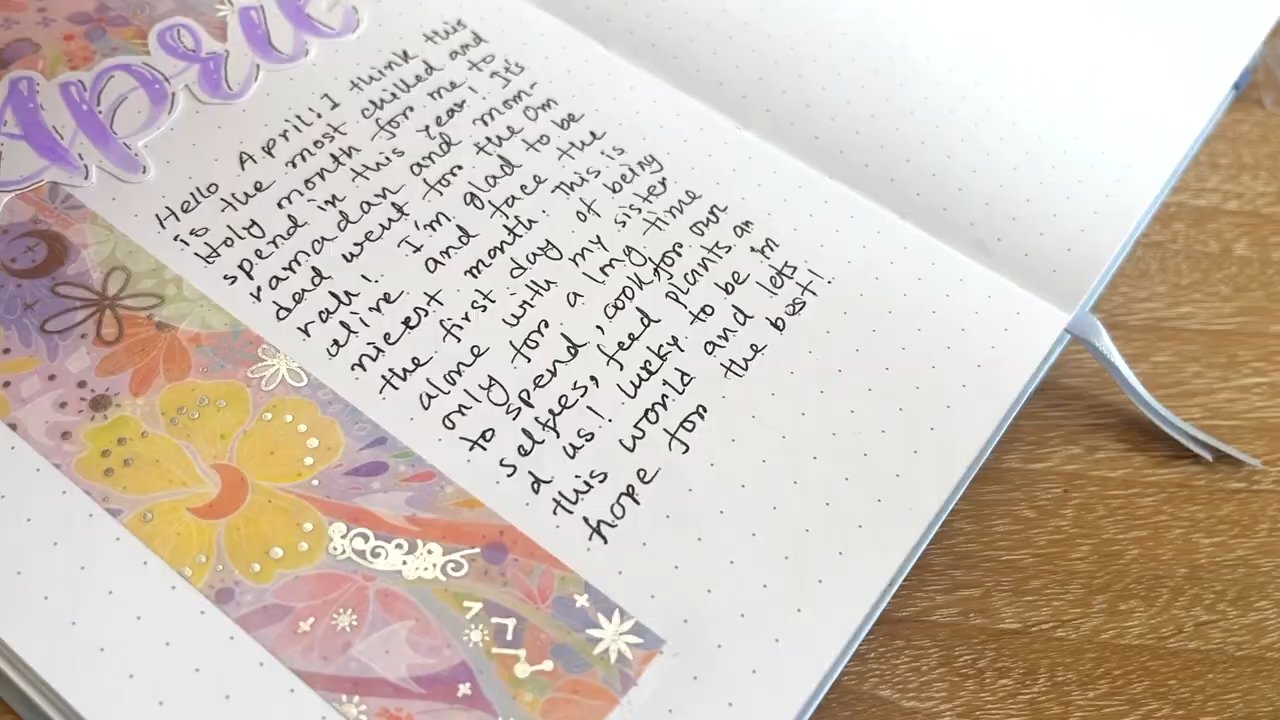 April
Hello April! I think this
is the most chilled and
Holy month for me to
spend in this Year! It's
ramadan and mom-
dad went for the Om
rah! I'm glad to be
alive and face the
nicest month. This is
the first day of being
alone with my sister
only for a long time
to spend, cook for our
selfves, feed plants an
d us! lucky to be in
this world and lets
hope for the best!